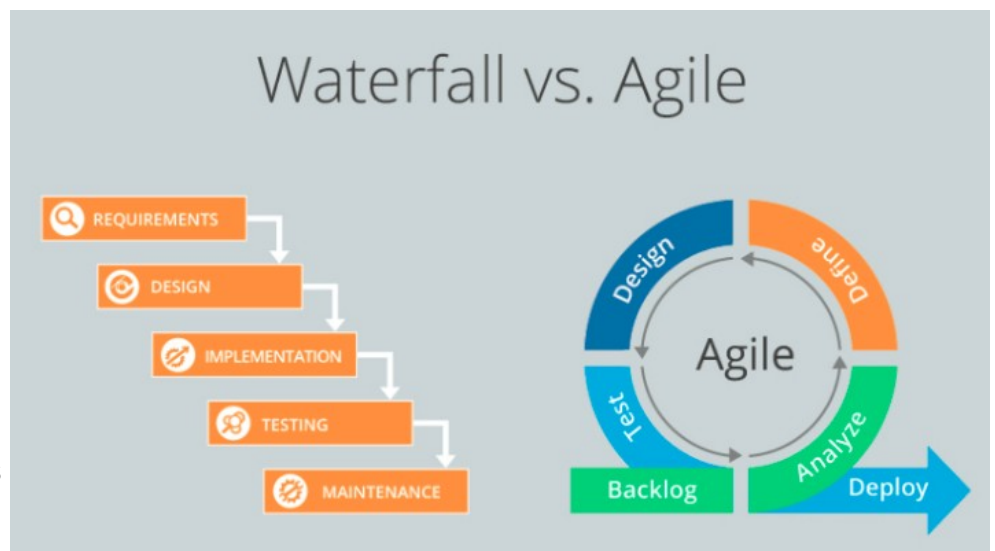 Waterfall vs. Agile
REQUIREMENTS
DESIGN
IMPLEMENTATION
TESTING
MAINTENANCE
Design
Define
Agile
Test
Analyze
Backlog
Deploy